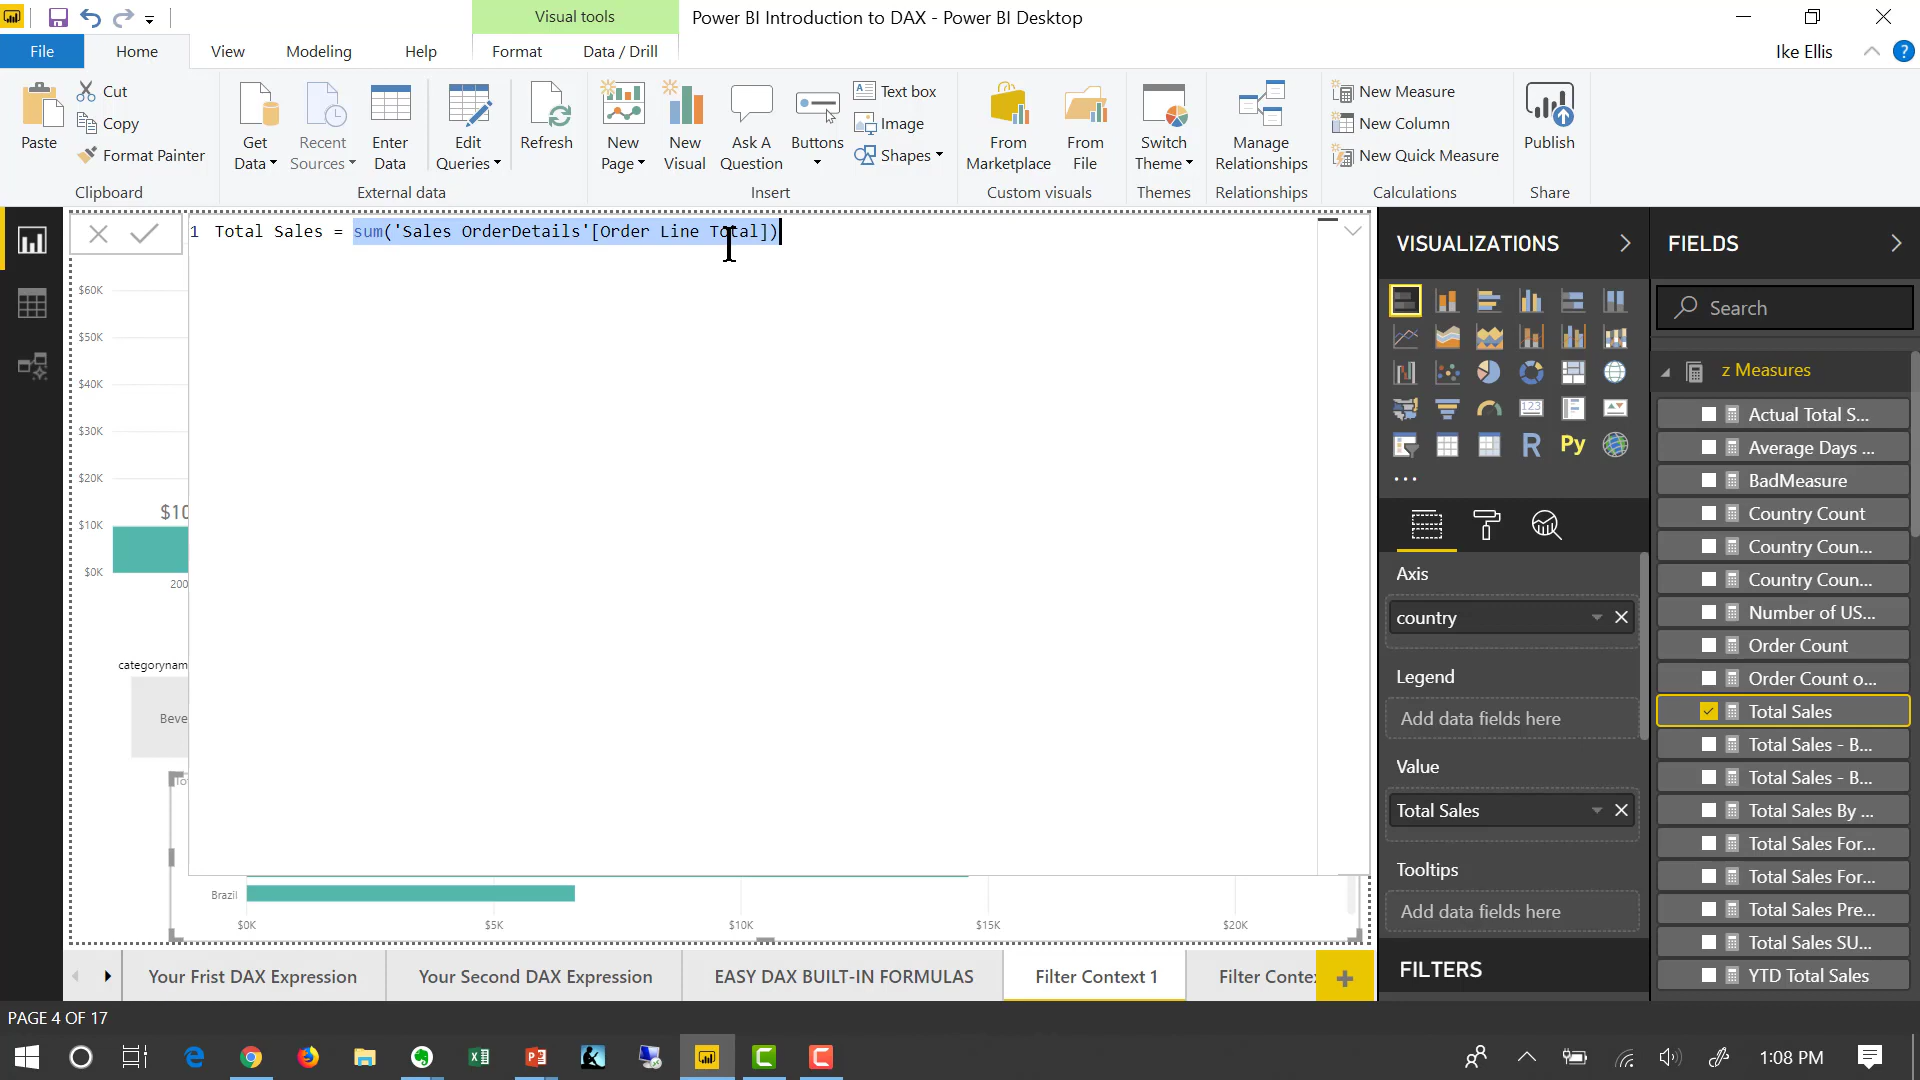 Visual tools
Power BI Introduction to DAX - Power BI Desktop
File
Home
View
Modeling
Help
Format
Data / Drill
Ike Ellis
?
Paste
Cut
Copy
Format Painter
Clipboard
Get
Data
Recent
Sources
Enter
Data
Edit
Queries
Refresh
External data
New
Page
New
Visual
Ask A
Question
Buttons
Text box
Image
Shapes
Insert
From
Marketplace
From
File
Custom visuals
Switch
Theme
Themes
Manage
Relationships
Relationships
New Measure
New Column
New Quick Measure
Calculations
Publish
Share
1 Total Sales = sum('Sales OrderDetails'[Order Line Total])
$60K
$50K
$40K
$30K
$20K
$10K
$0K
$10
200
categorynam
Beve
Brazil
$0K
$5K
$10K
$15K
$20K
VISUALIZATIONS
123
R
Py
Axis
country
Legend
Add data fields here
Value
Total Sales
Tooltips
Add data fields here
FILTERS
FIELDS
Search
z Measures
Actual Total S...
Average Days ...
BadMeasure
Country Count
Country Coun...
Country Coun...
Number of US...
Order Count
Order Count o...
Total Sales
Total Sales - B...
Total Sales - B...
Total Sales By ...
Total Sales For...
Total Sales For...
Total Sales Pre...
Total Sales SU...
YTD Total Sales
Your Frist DAX Expression
Your Second DAX Expression
EASY DAX BUILT-IN FORMULAS
Filter Context 1
Filter Conte
PAGE 4 OF 17
1:08 PM